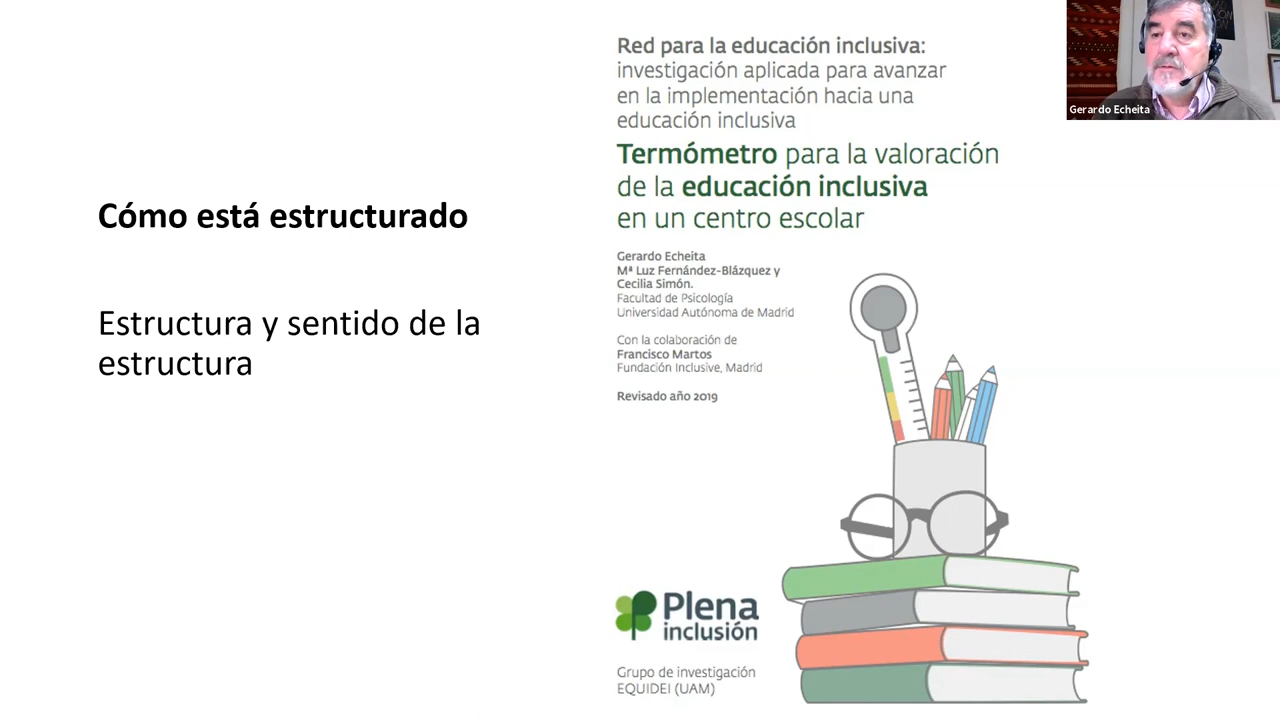 Cómo está estructurado
Estructura y sentido de la
estructura
Red para la educación inclusiva:
investigación aplicada para avanzar
en la implementación hacia una
educación inclusiva
Termómetro para la valoración
de la educación inclusiva
en un centro escolar
Gerardo Echeita
Mª Luz Fernández-Blázquez y
Cecilia Simón.
Facultad de Psicología
Universidad Autónoma de Madrid
Con la colaboración de
Francisco Martos
Fundación Inclusive, Madrid
Revisado año 2019
Plena
inclusión
Grupo de investigación
EQUIDEI (UAM)
Gerardo Echeita